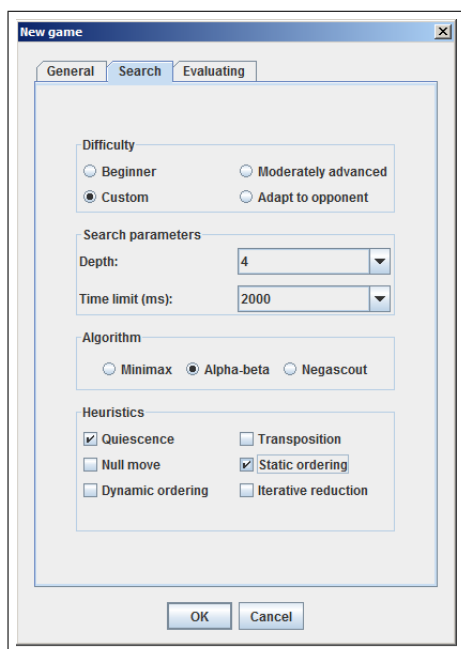 New game
General Search Evaluating
Difficulty
Beginner Moderately advanced
Custom Adapt to opponent
Search parameters
Depth: 4
Time limit (ms): 2000
Algorithm
Minimax Alpha-beta Negascout
Heuristics
Quiescence Transposition
Null move Static ordering
Dynamic ordering Iterative reduction
OK Cancel